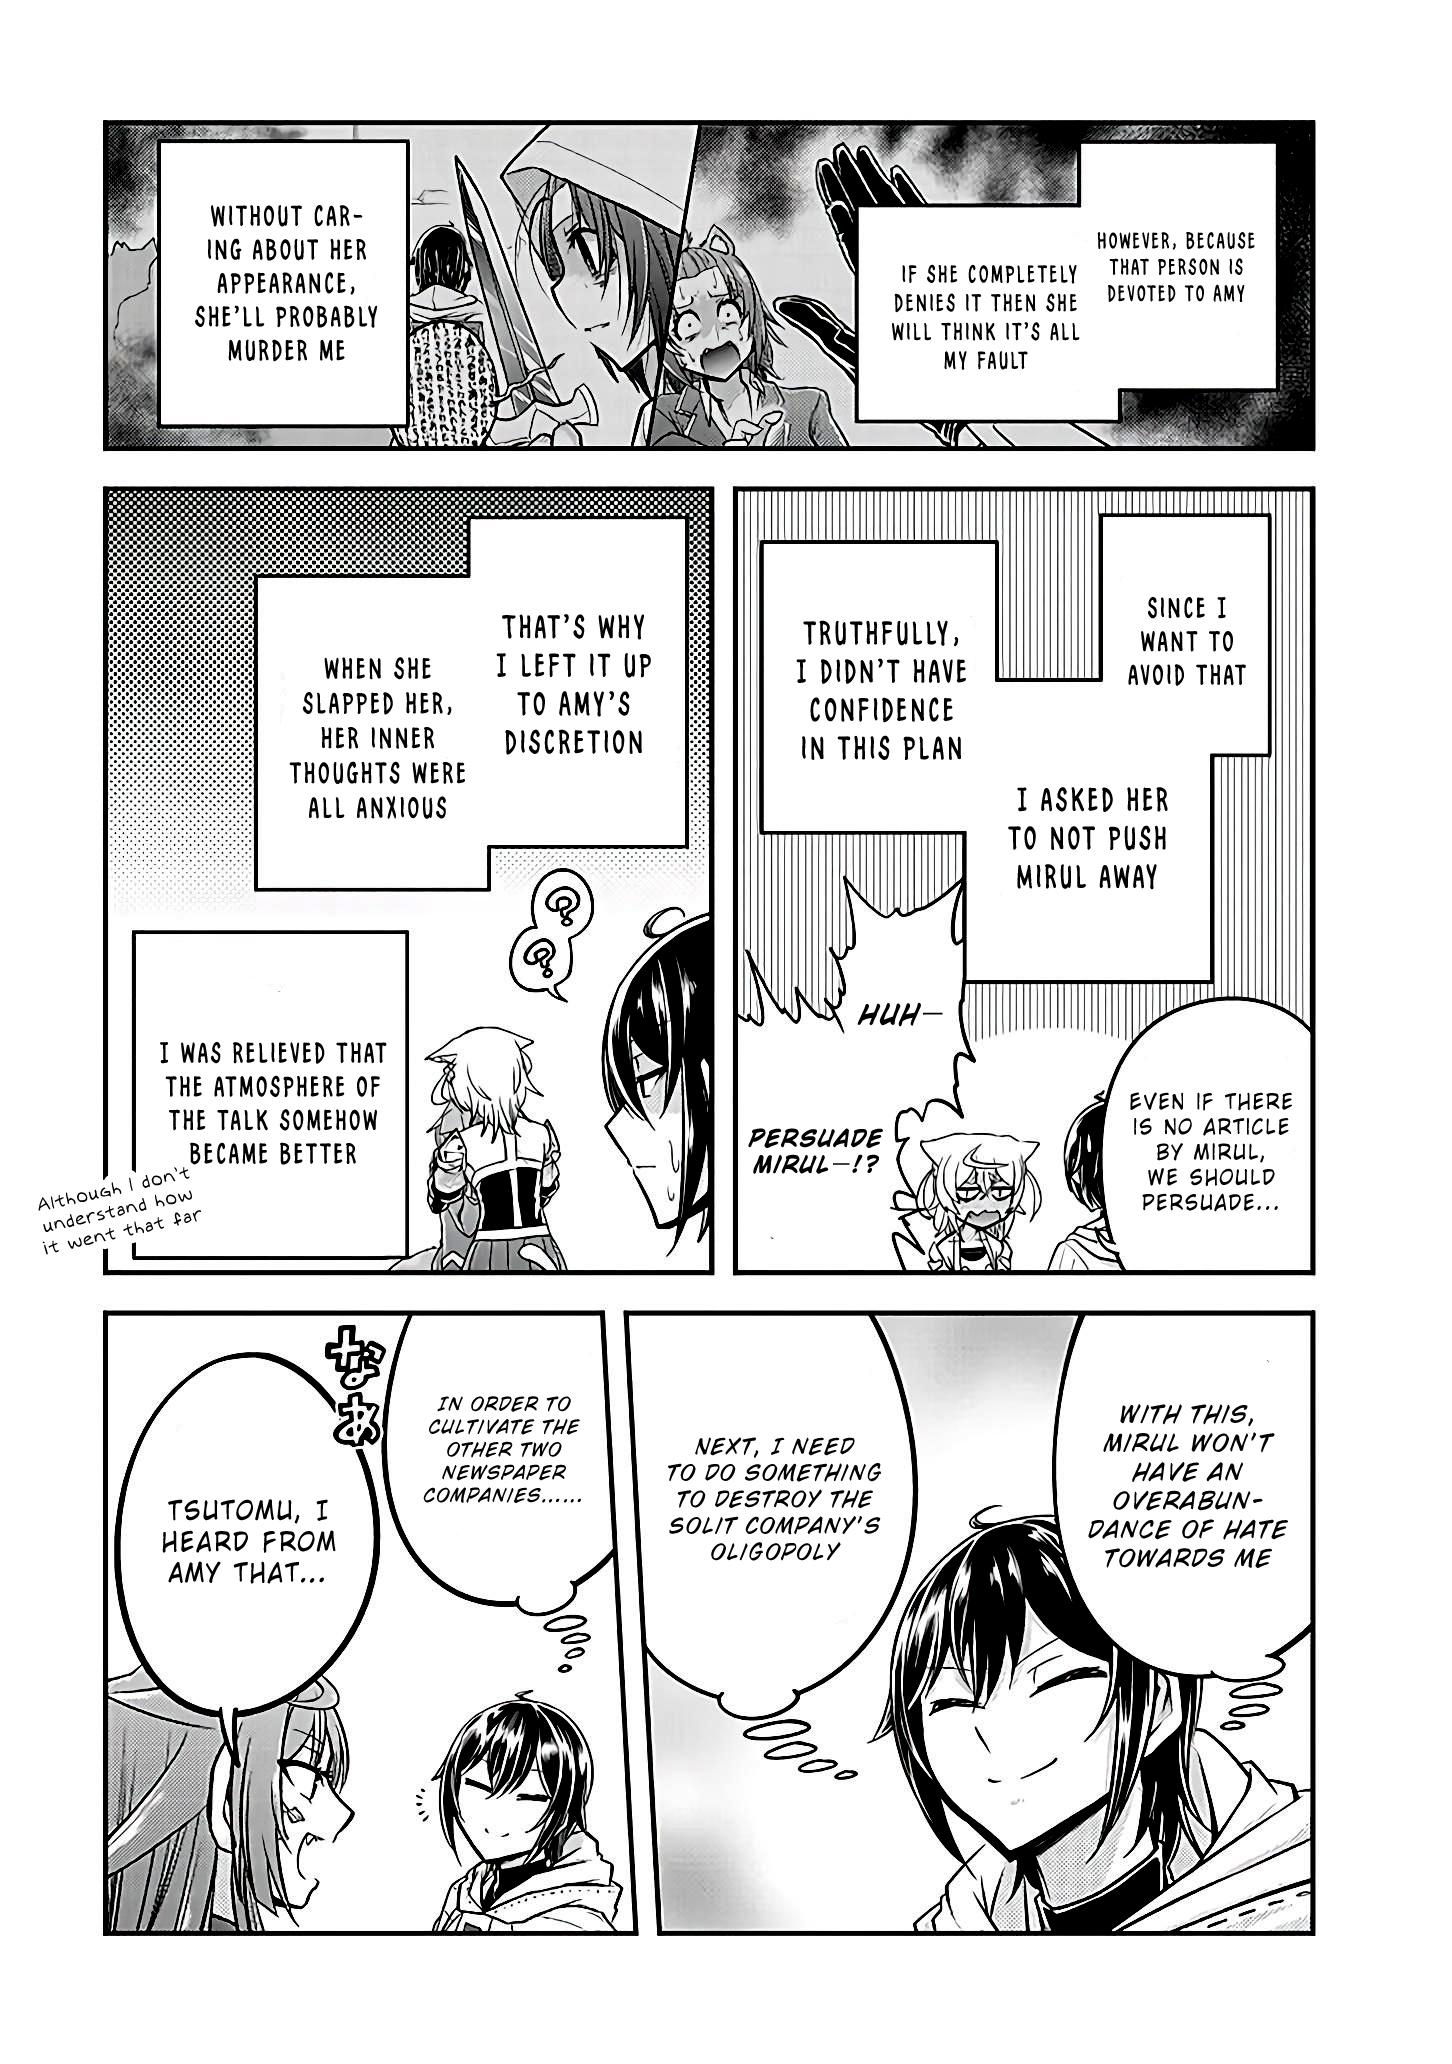 HOWEVER, BECAUSE
THAT PERSON IS
DEVOTED TO AMY
IF SHE COMPLETELY
DENIES IT THEN SHE
WILL THINK IT'S ALL
MY FAULT
WITHOUT CAR-
ING ABOUT HER
APPEARANCE,
SHE'LL PROBABLY
MURDER ME
SINCE I
WANT TO
AVOID THAT
I ASKED HER
TO NOT PUSH
MIRUL AWAY
TRUTHFULLY,
I DIDN'T HAVE
CONFIDENCE
IN THIS PLAN
EVEN IF THERE
IS NO ARTICLE
BY MIRUL,
WE SHOULD
PERSUADE...
HUH—
PERSUADE
MIRUL—!?
THAT'S WHY
I LEFT IT UP
TO AMY'S
DISCRETION
WHEN SHE
SLAPPED HER,
HER INNER
THOUGHTS WERE
ALL ANXIOUS
?
?
I WAS RELIEVED THAT
THE ATMOSPHERE OF
THE TALK SOMEHOW
BECAME BETTER
Although I don't
understand how
it went that far
WITH THIS,
MIRUL WON'T
HAVE AN
OVERABUN-
DANCE OF HATE
TOWARDS ME
NEXT, I NEED
TO DO SOMETHING
TO DESTROY THE
SOLIT COMPANY'S
OLIGOPOLY
IN ORDER TO
CULTIVATE THE
OTHER TWO
NEWSPAPER
COMPANIES......
なぁ
TSUTOMU, I
HEARD FROM
AMY THAT...